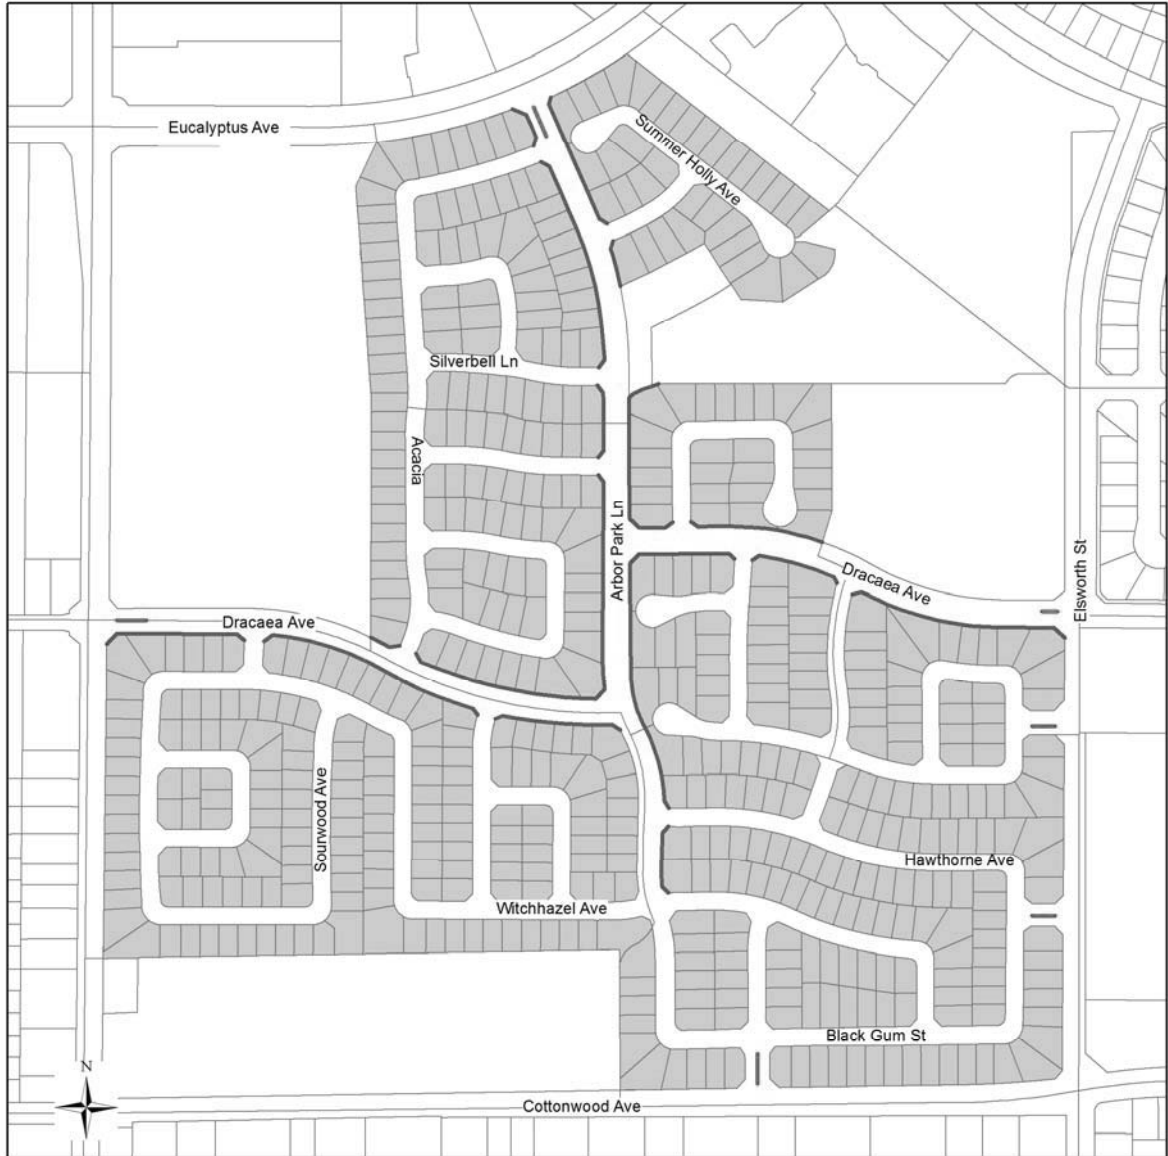 Eucalyptus Ave
Summer Holly Ave
Silverbell Ln
Acacia
Arbor Park Ln
Elsworth St
Dracaea Ave
Dracaea Ave
Sourwood Ave
Hawthorne Ave
Witchhazel Ave
Black Gum St
N
Cottonwood Ave